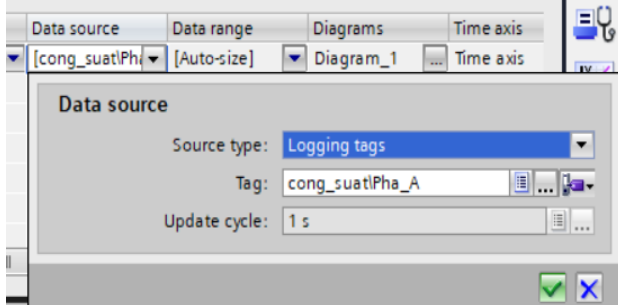 Data source Data range Diagrams Time axis
[cong_suat\Pha [Auto-size] Diagram_1 ... Time axis
Data source
Source type: Logging tags
Tag: cong_suat\Pha_A ...
Update cycle: 1 s ...